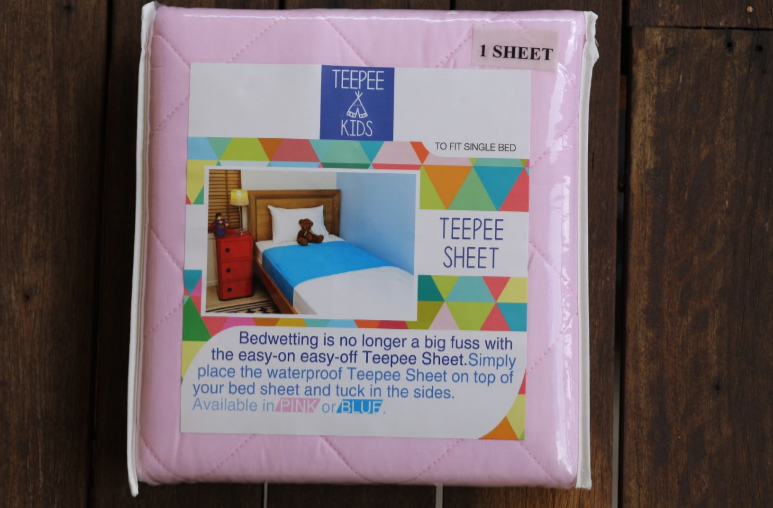 1 SHEET
TEEPEE
KIDS
TO FIT SINGLE BED
TEEPEE
SHEET
Bedwetting is no longer a big fuss with
the easy-on easy-off Teepee Sheet.Simply
place the waterproof Teepee Sheet on top of
your bed sheet and tuck in the sides.
Available in PINK or BLUE.